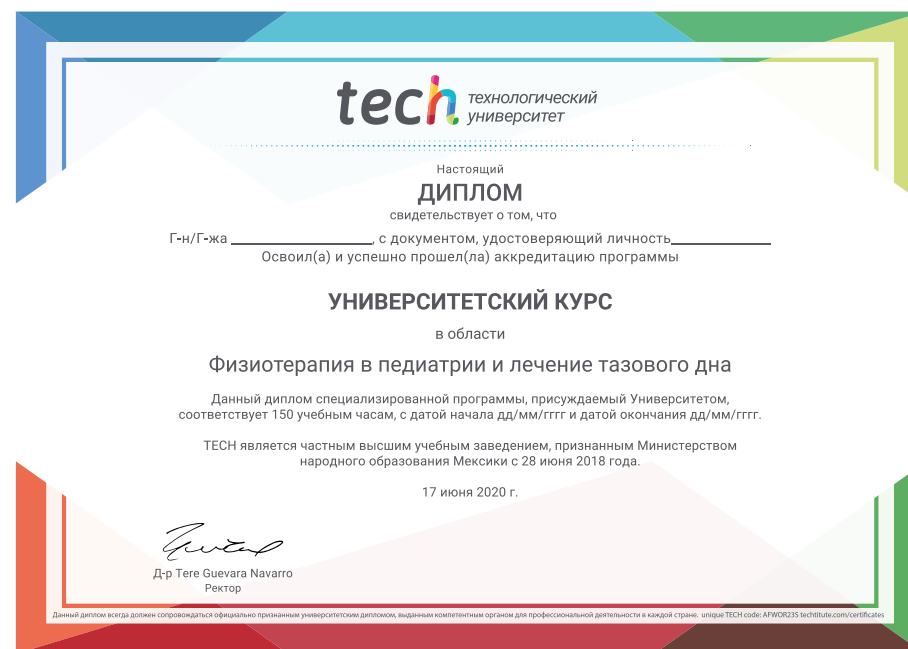 tech технологический
университет
Настоящий
ДИПЛОМ
свидетельствует о том, что
Г-н/Г-жа ____________________, с документом, удостоверяющий личность______________
Освоил(а) и успешно прошел(ла) аккредитацию программы
УНИВЕРСИТЕТСКИЙ КУРС
в области
Физиотерапия в педиатрии и лечение тазового дна
Данный диплом специализированной программы, присуждаемый Университетом,
соответствует 150 учебным часам, с датой начала дд/мм/гггг и датой окончания дд/мм/гггг.
TECH является частным высшим учебным заведением, признанным Министерством
народного образования Мексики с 28 июня 2018 года.
17 июня 2020 г.
Д-р Tere Guevara Navarro
Ректор
Данный диплом всегда должен сопровождаться официально признанным университетским дипломом, выданным компетентным органом для профессиональной деятельности в каждой стране. unique TECH code: AFWOR23S techtitute.com/certificates